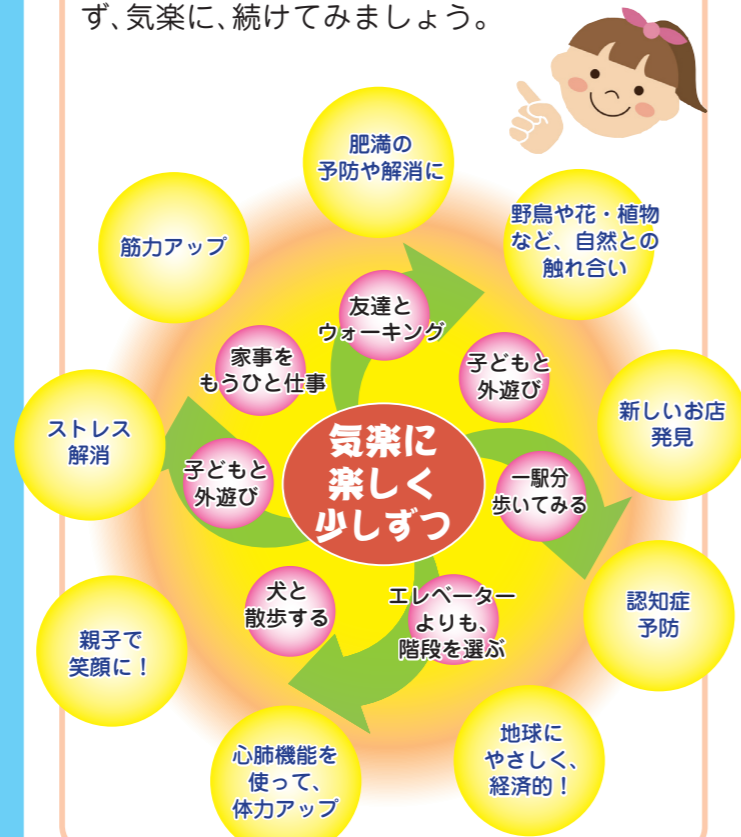 ず、気楽に、続けてみましょう。
肥満の
予防や解消に
野鳥や花・植物
など、自然との
触れ合い
筋力アップ
友達と
ウォーキング
家事を
もうひと仕事
子どもと
外遊び
新しいお店
発見
ストレス
解消
気楽に
楽しく
少しずつ
子どもと
外遊び
一駅分
歩いてみる
犬と
散歩する
エレベーター
よりも、
階段を選ぶ
認知症
予防
親子で
笑顔に！
地球に
やさしく、
経済的！
心肺機能を
使って、
体力アップ